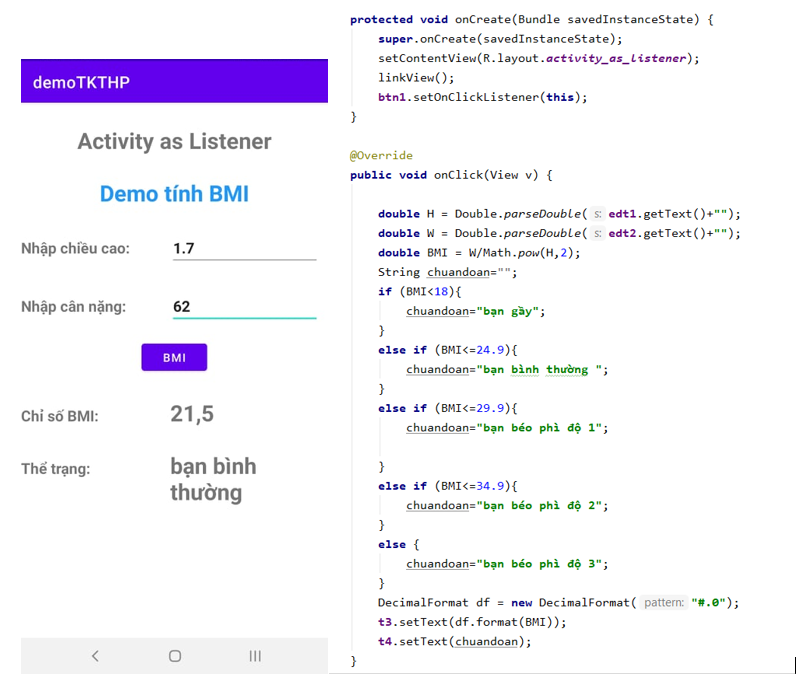 demoTKTHP
Activity as Listener
Demo tính BMI
Nhập chiều cao: 1.7
Nhập cân nặng: 62
BMI
Chỉ số BMI: 21,5
Thể trạng: bạn bình
thường
protected void onCreate(Bundle savedInstanceState) {
super.onCreate(savedInstanceState);
setContentView(R.layout.activity_as_listener);
linkView();
btn1.setOnClickListener(this);
}
@Override
public void onClick(View v) {
double H = Double.parseDouble( s: edt1.getText()+"");
double W = Double.parseDouble( s: edt2.getText()+"");
double BMI = W/Math.pow(H,2);
String chuandoan="";
if (BMI<18){
chuandoan="bạn gầy";
}
else if (BMI<=24.9){
chuandoan="bạn bình thường ";
}
else if (BMI<=29.9){
chuandoan="bạn béo phì độ 1";
}
else if (BMI<=34.9){
chuandoan="bạn béo phì độ 2";
}
else {
chuandoan="bạn béo phì độ 3";
}
DecimalFormat df = new DecimalFormat( pattern: "#.0");
t3.setText(df.format(BMI));
t4.setText(chuandoan);
}